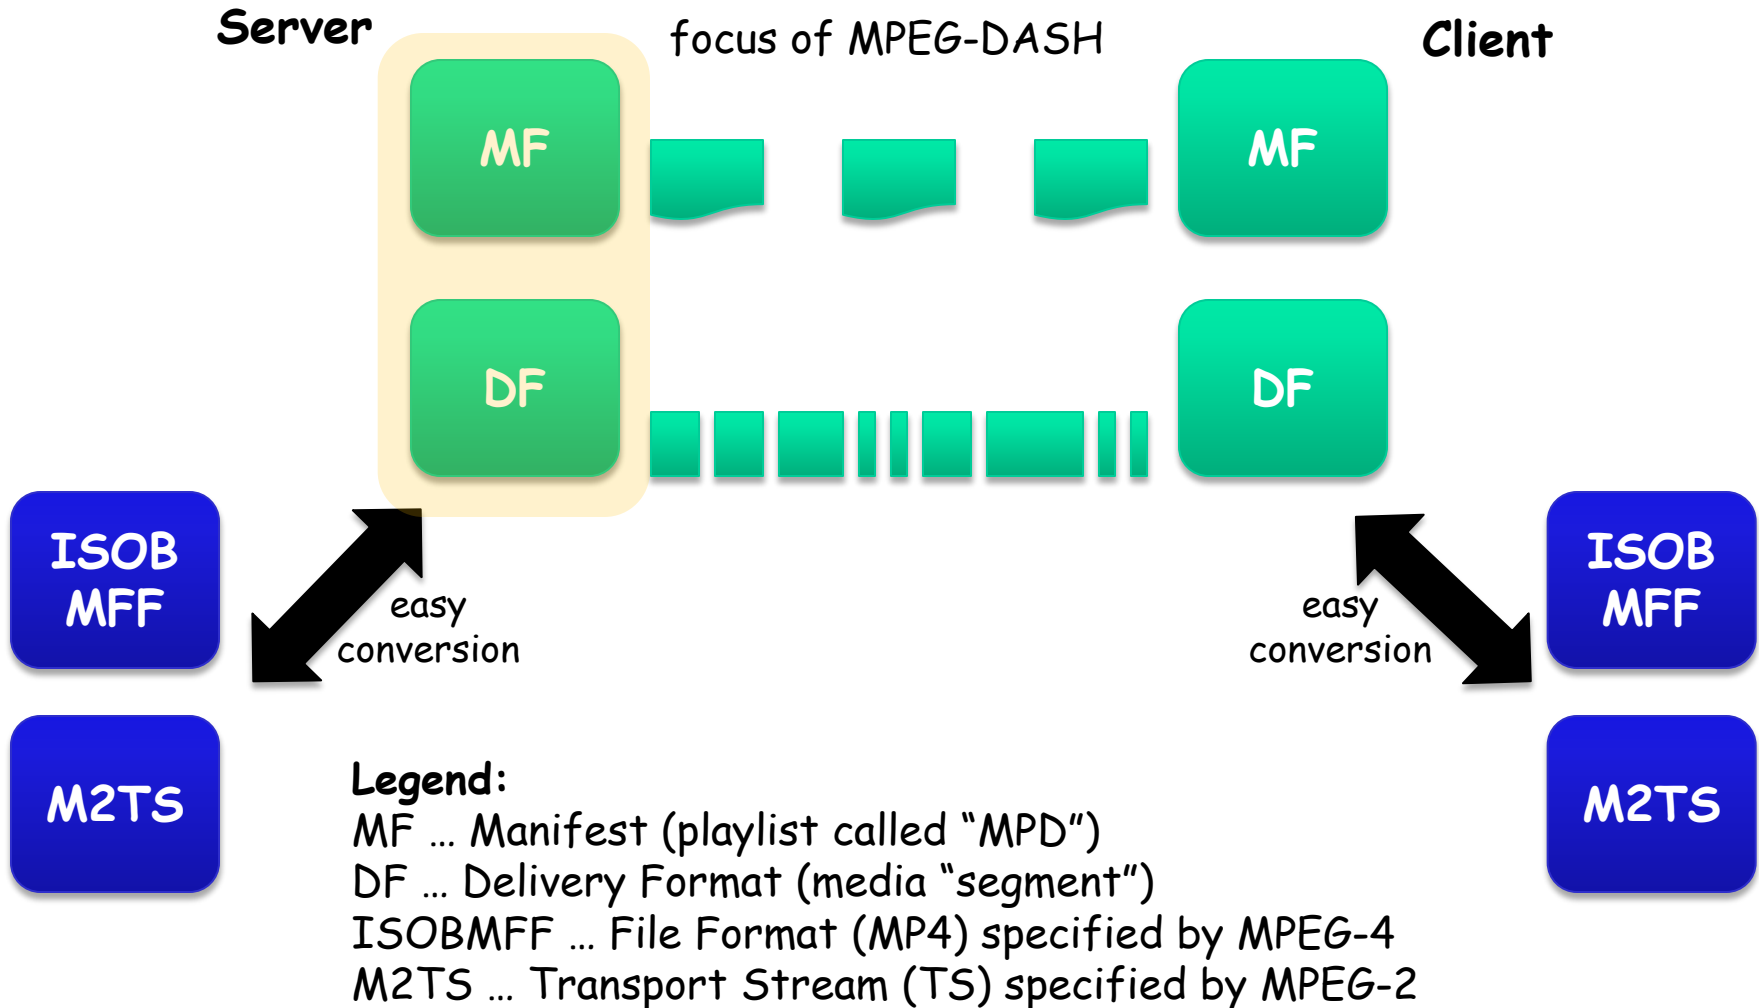 Server
focus of MPEG-DASH
Client
MF
MF
DF
DF
ISOB
MFF
easy
conversion
easy
conversion
ISOB
MFF
M2TS
M2TS
Legend:
MF … Manifest (playlist called “MPD”)
DF … Delivery Format (media “segment”)
ISOBMFF … File Format (MP4) specified by MPEG-4
M2TS … Transport Stream (TS) specified by MPEG-2